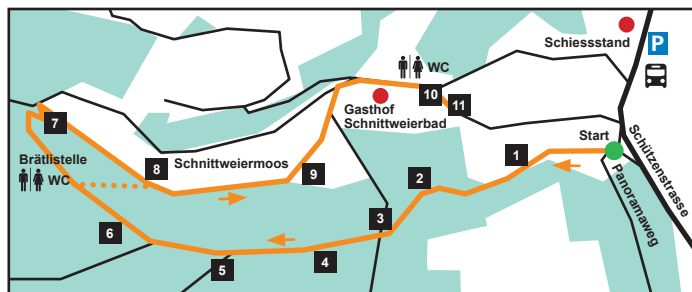 Schiessstand
P
WC
10
11
Gasthof
Schnittweierbad
Start
Schützenstrasse
Panoramaweg
7
8
Schnittweiermoos
9
1
2
Brätlistelle
WC
3
6
5
4